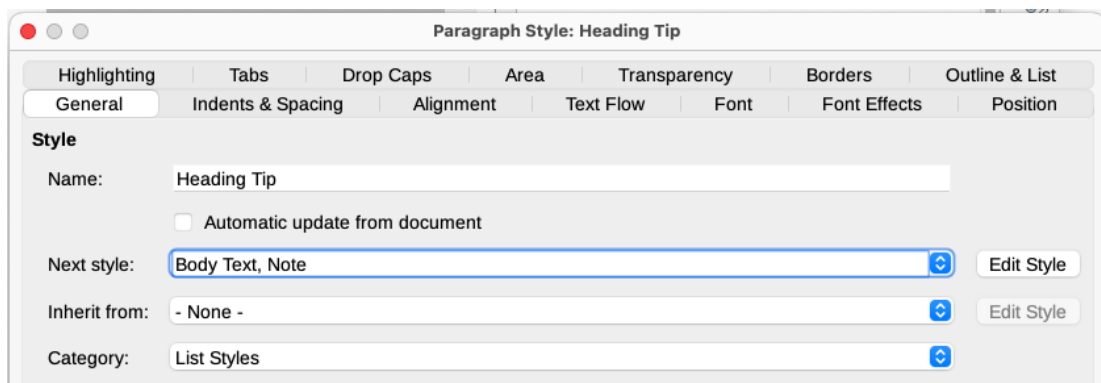 Paragraph Style: Heading Tip
Highlighting Tabs Drop Caps Area Transparency Borders Outline & List
General Indents & Spacing Alignment Text Flow Font Font Effects Position
Style
Name: Heading Tip
Automatic update from document
Next style: Body Text, Note Edit Style
Inherit from: - None - Edit Style
Category: List Styles